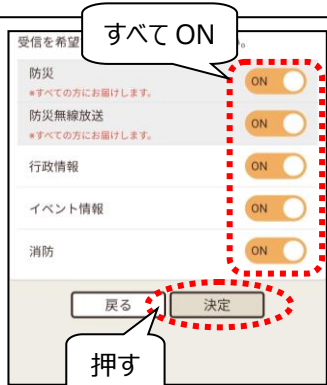 すべて ON
受信を希望
。
防災
*すべての方にお届けします。
ON
防災無線放送
*すべての方にお届けします。
ON
行政情報
ON
イベント情報
ON
消防
ON
戻る
決定
押す